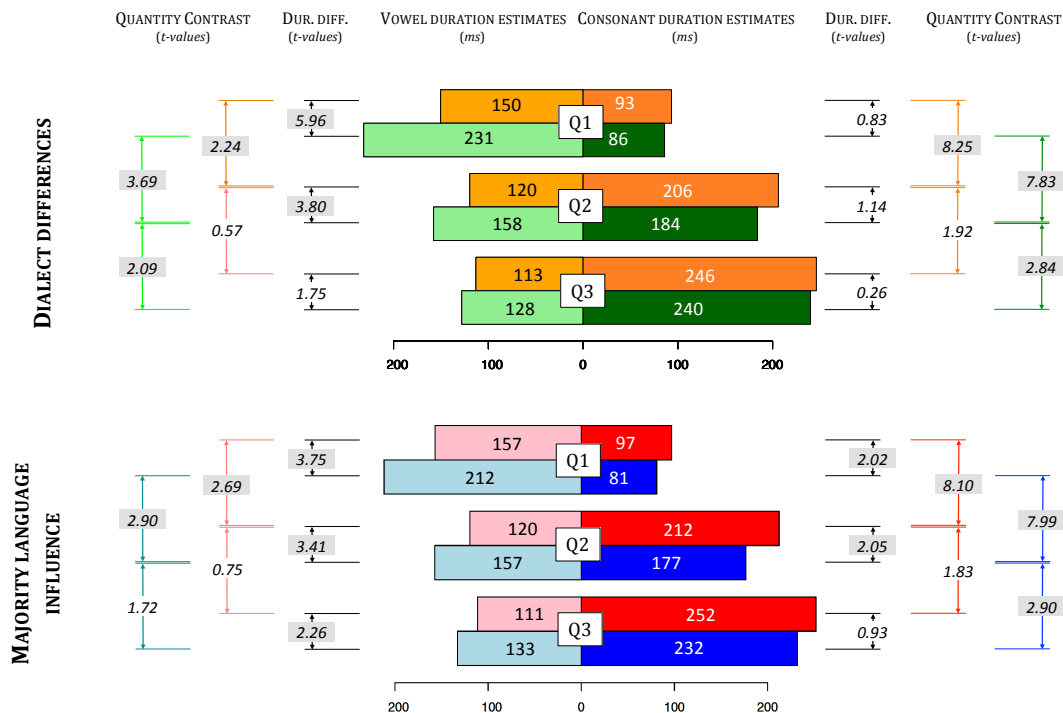 QUANTITY CONTRAST DUR. DIFF. VOWEL DURATION ESTIMATES CONSONANT DURATION ESTIMATES DUR. DIFF. QUANTITY CONTRAST
(t-values) (t-values) (ms) (ms) (t-values) (t-values)
DIALECT DIFFERENCES
150 93
5.96 Q1 0.83
231 86
2.24 8.25
3.69 7.83
120 206
3.80 Q2 1.14
158 184
0.57 1.92
2.09 2.84
113 246
1.75 Q3 0.26
128 240
200 100 0 100 200
MAJORITY LANGUAGE
INFLUENCE
157 97
3.75 Q1 2.02
212 81
2.69 8.10
2.90 7.99
120 212
3.41 Q2 2.05
157 177
0.75 1.83
1.72 2.90
111 252
2.26 Q3 0.93
133 232
200 100 0 100 200